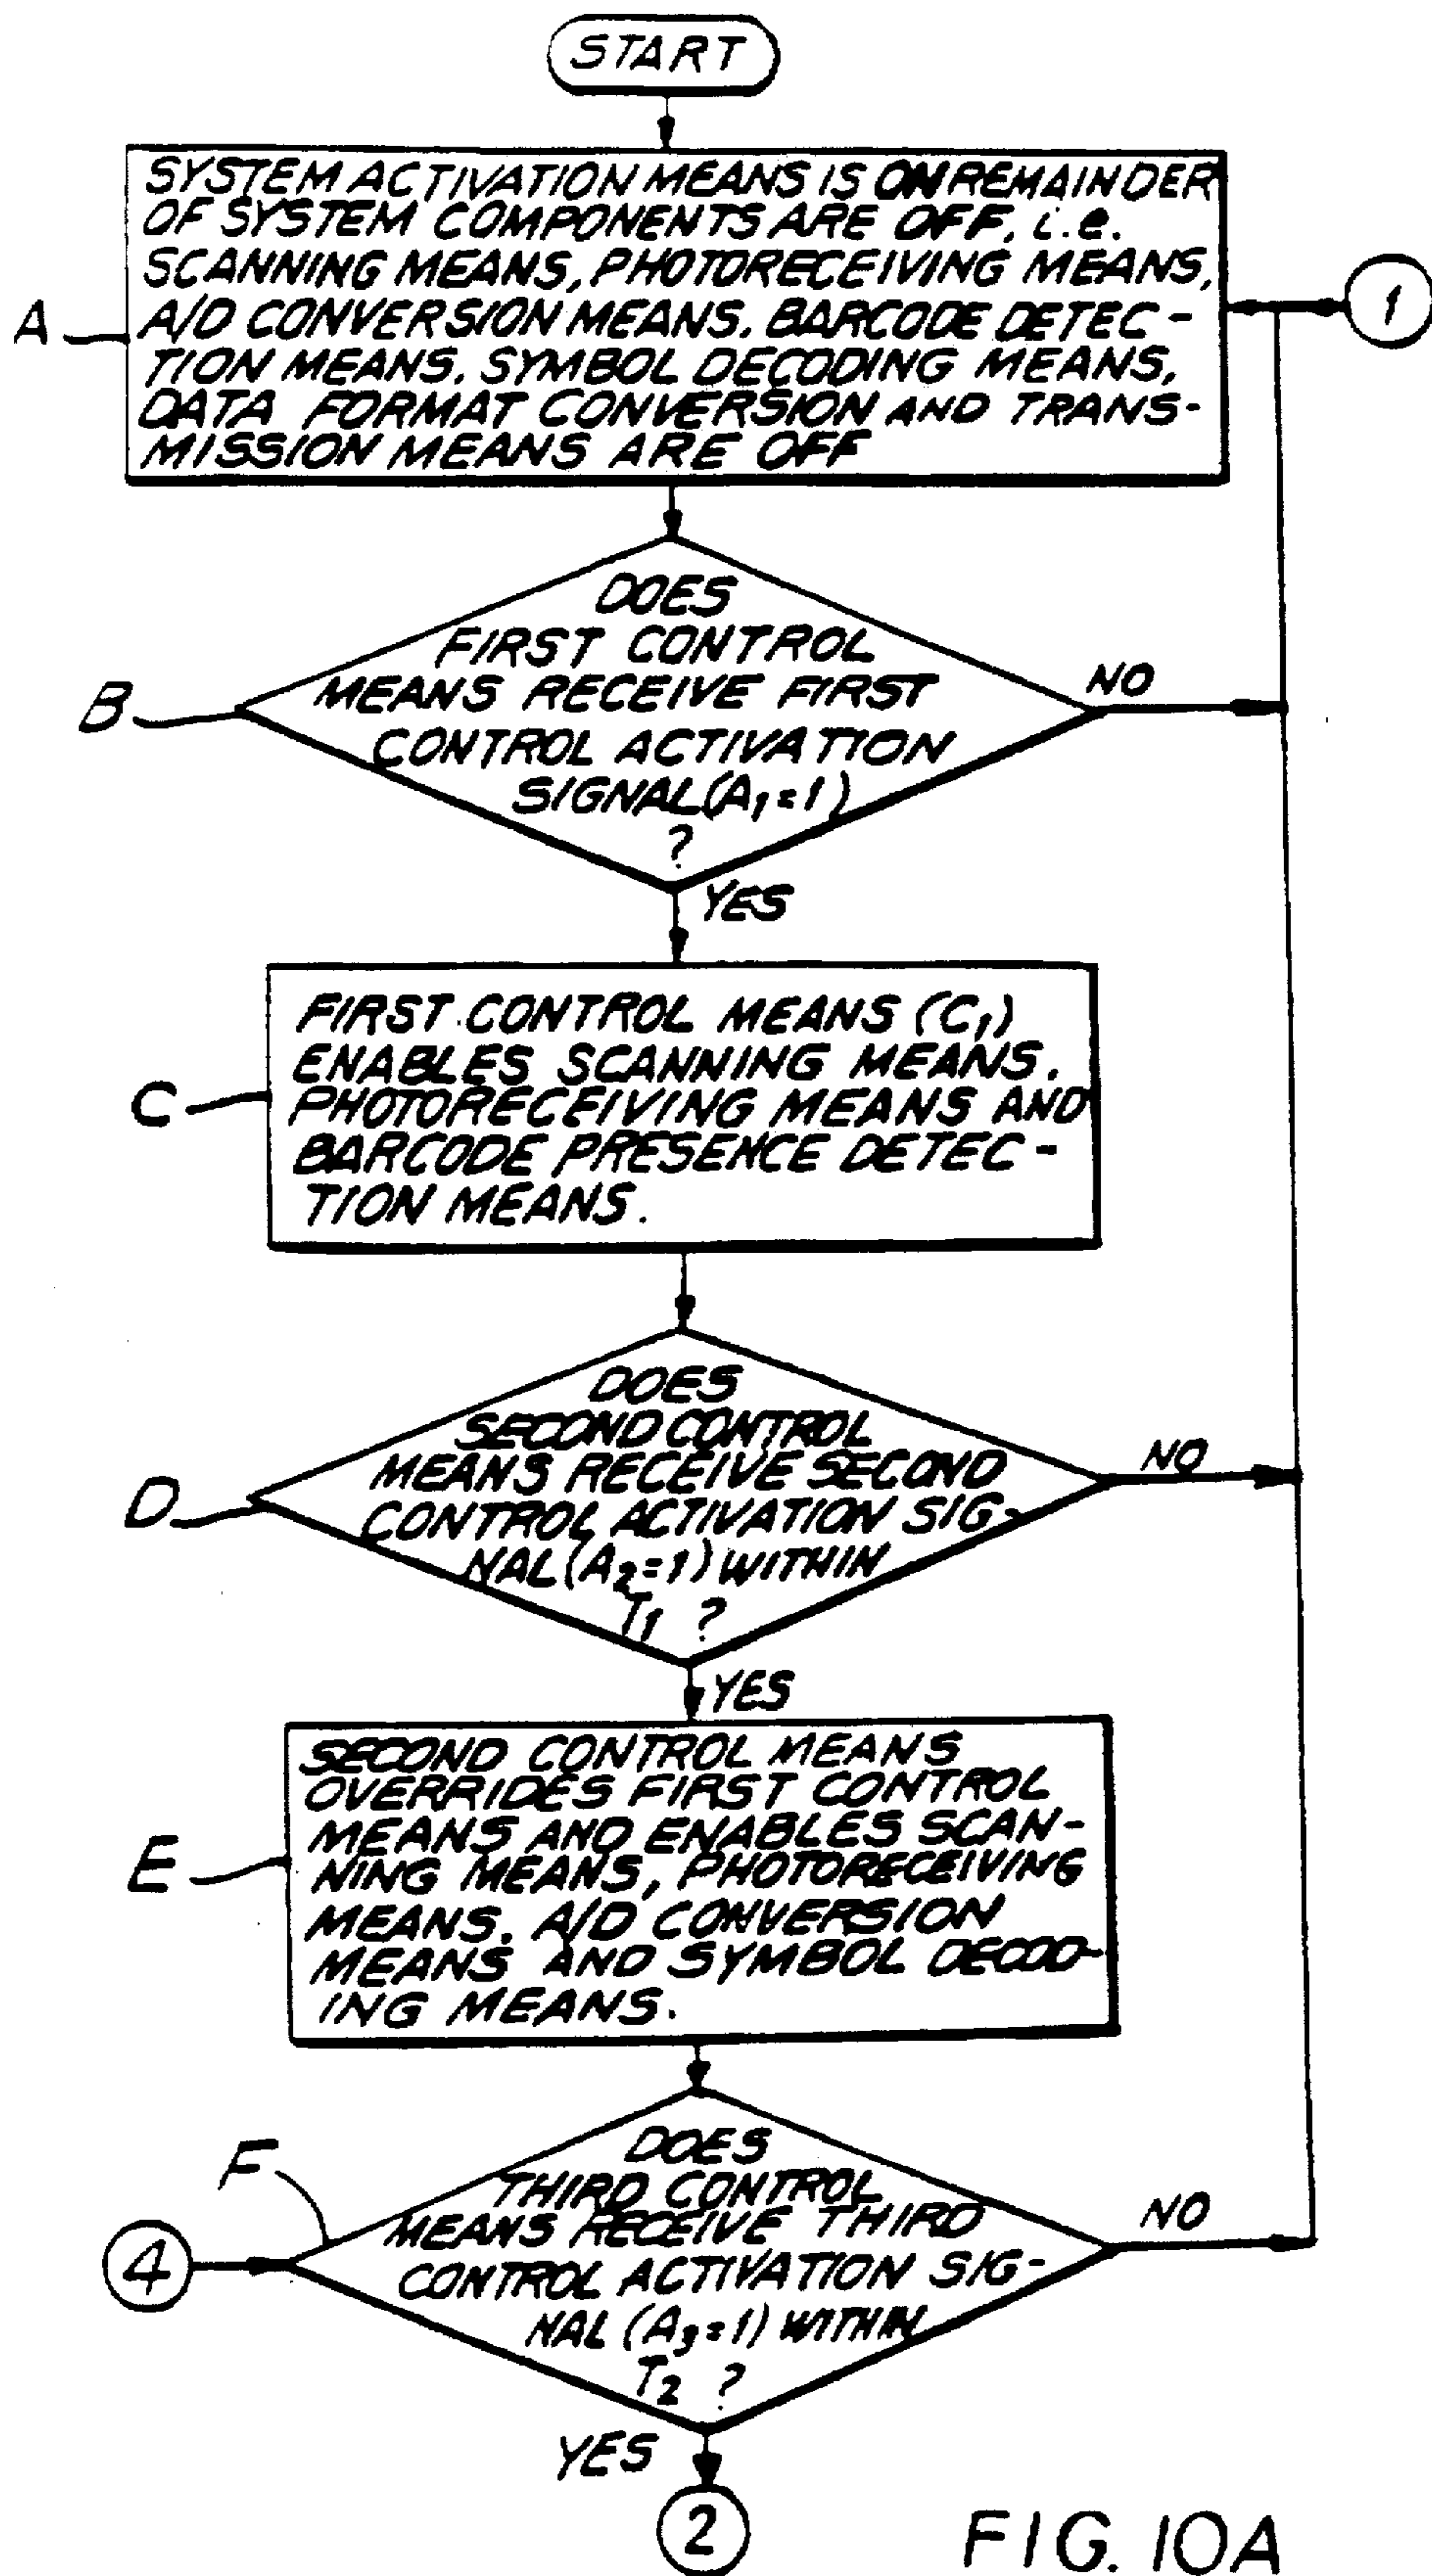 START
SYSTEM ACTIVATION MEANS IS ON REMAINDER
OF SYSTEM COMPONENTS ARE OFF, i.e.
SCANNING MEANS, PHOTORECEIVING MEANS,
A/D CONVERSION MEANS. BARCODE DETEC-
TION MEANS. SYMBOL DECODING MEANS,
DATA FORMAT CONVERSION AND TRANS-
MISSION MEANS ARE OFF
A
1
DOES
FIRST CONTROL
MEANS RECEIVE FIRST
CONTROL ACTIVATION
SIGNAL (A₁=1)
?
B
NO
YES
FIRST CONTROL MEANS (C₁)
ENABLES SCANNING MEANS.
PHOTORECEIVING MEANS AND
BARCODE PRESENCE DETEC-
TION MEANS.
C
DOES
SECOND CONTROL
MEANS RECEIVE SECOND
CONTROL ACTIVATION SIG-
NAL (A₂=1) WITHIN
T₁ ?
D
NO
YES
SECOND CONTROL MEANS
OVERRIDES FIRST CONTROL
MEANS AND ENABLES SCAN-
NING MEANS, PHOTORECEIVING
MEANS. A/D CONVERSION
MEANS AND SYMBOL DECOD-
ING MEANS.
E
F
DOES
THIRD CONTROL
MEANS RECEIVE THIRD
CONTROL ACTIVATION SIG-
NAL (A₃=1) WITHIN
T₂ ?
4
NO
YES
2
FIG. 10A